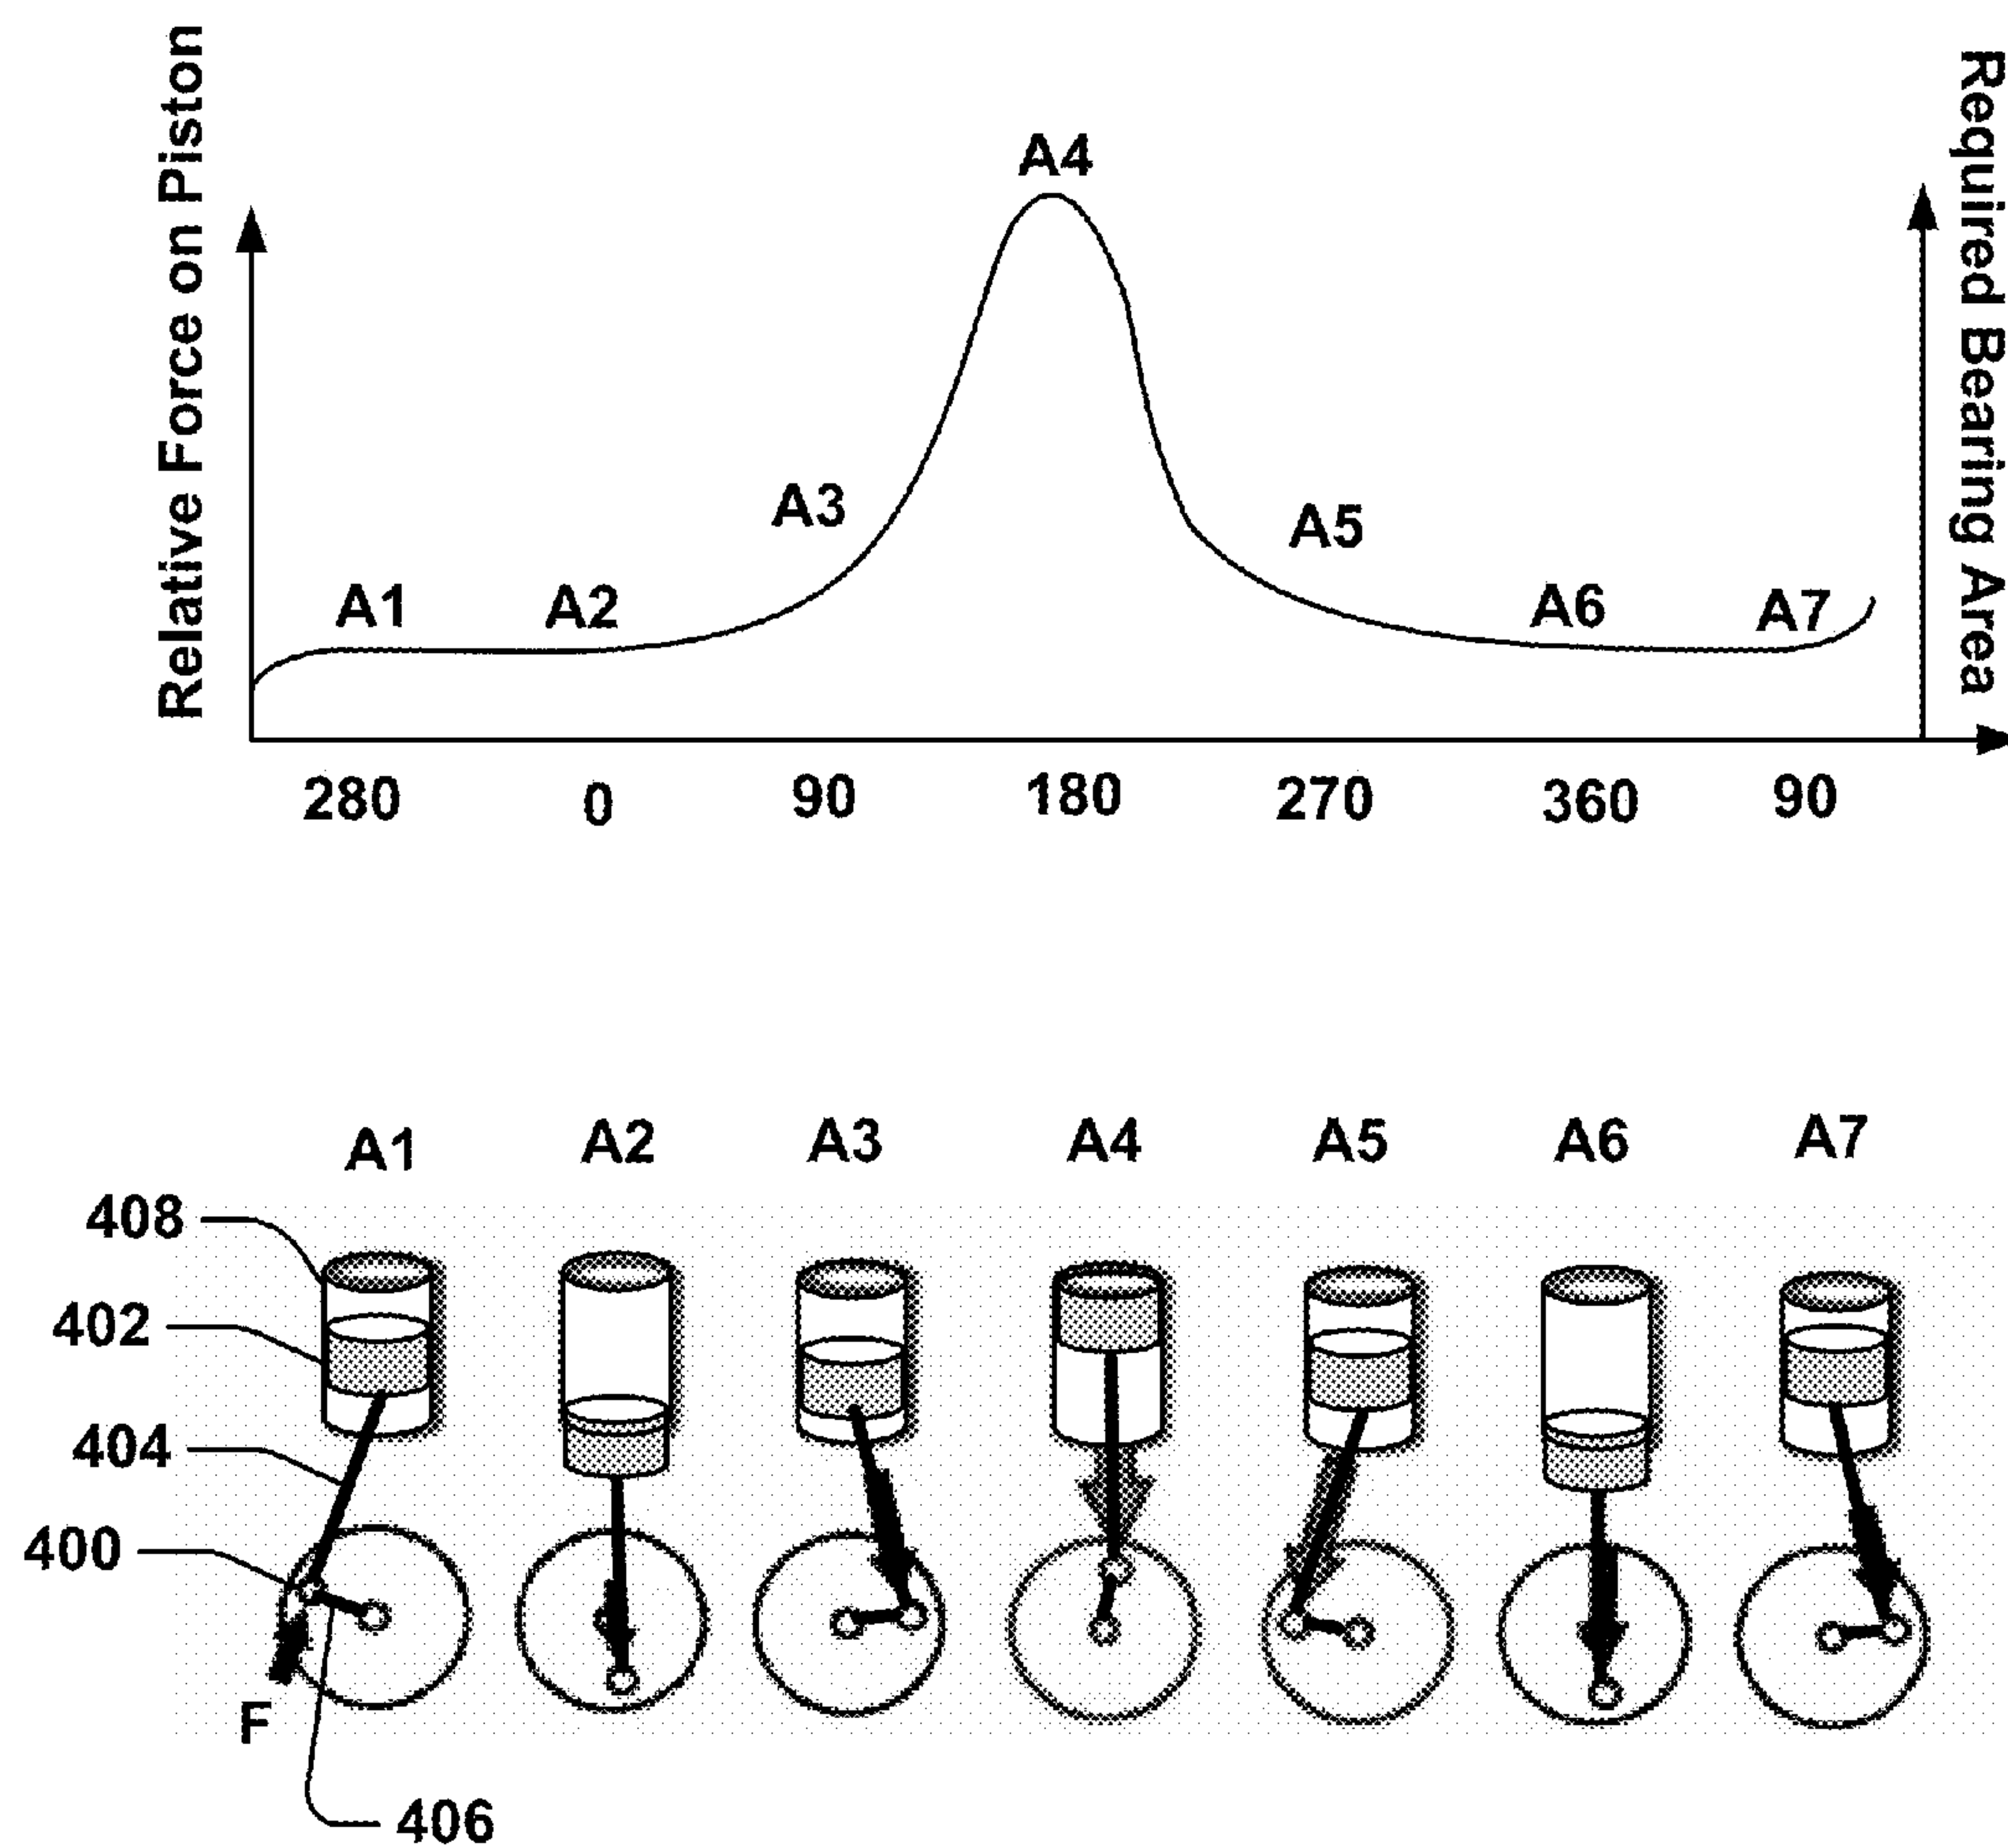 Relative Force on Piston
Required Bearing Area
A4
A3
A5
A1
A2
A6
A7
280
0
90
180
270
360
90
A1
A2
A3
A4
A5
A6
A7
408
402
404
400
F
406